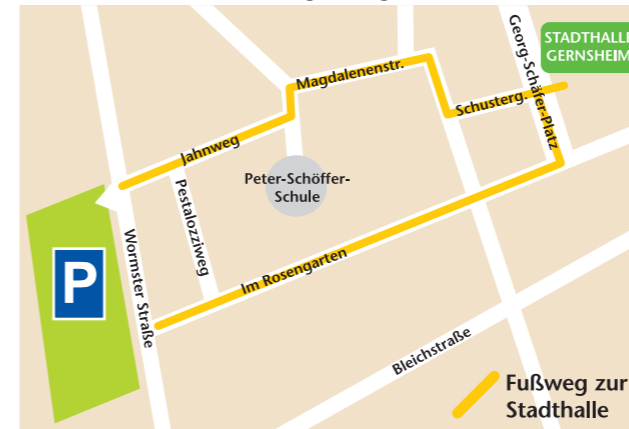 STADTHALLE
GERNSHEIM
Georg-Schäfer-Platz
Magdalenenstr.
Schusterg.
Jahnweg
Peter-Schöffer-
Schule
Pestalozziweg
P
Wormster Straße
Im Rosengarten
Bleichstraße
Fußweg zur
Stadthalle